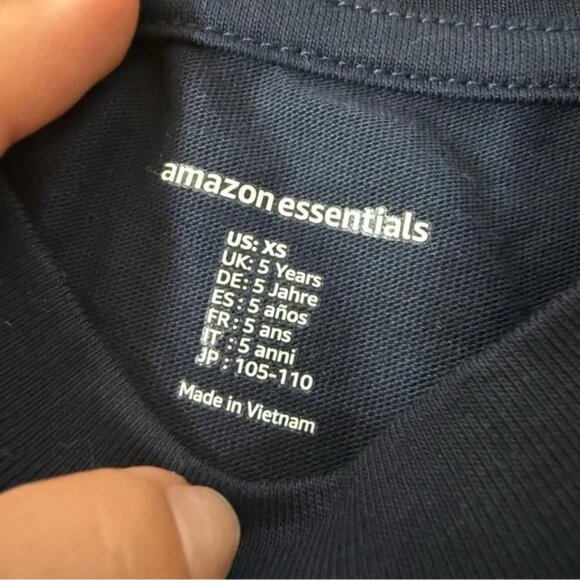 amazon essentials
US: XS
UK: 5 Years
DE: 5 Jahre
ES: 5 años
FR: 5 ans
IT : 5 anni
JP : 105-110
Made in Vietnam